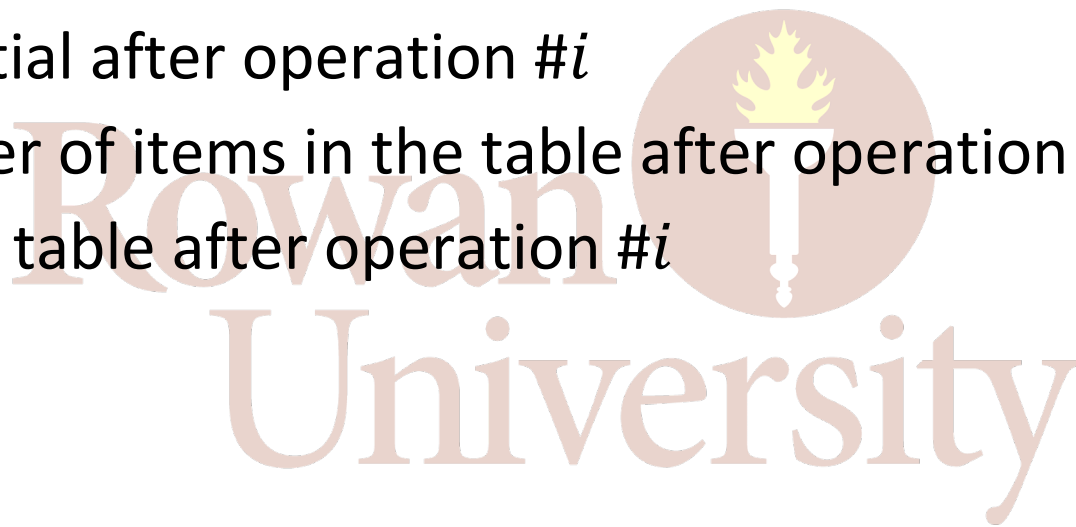 tial after operation #i
er of items in the table after operation
table after operation #i
Rowan
University